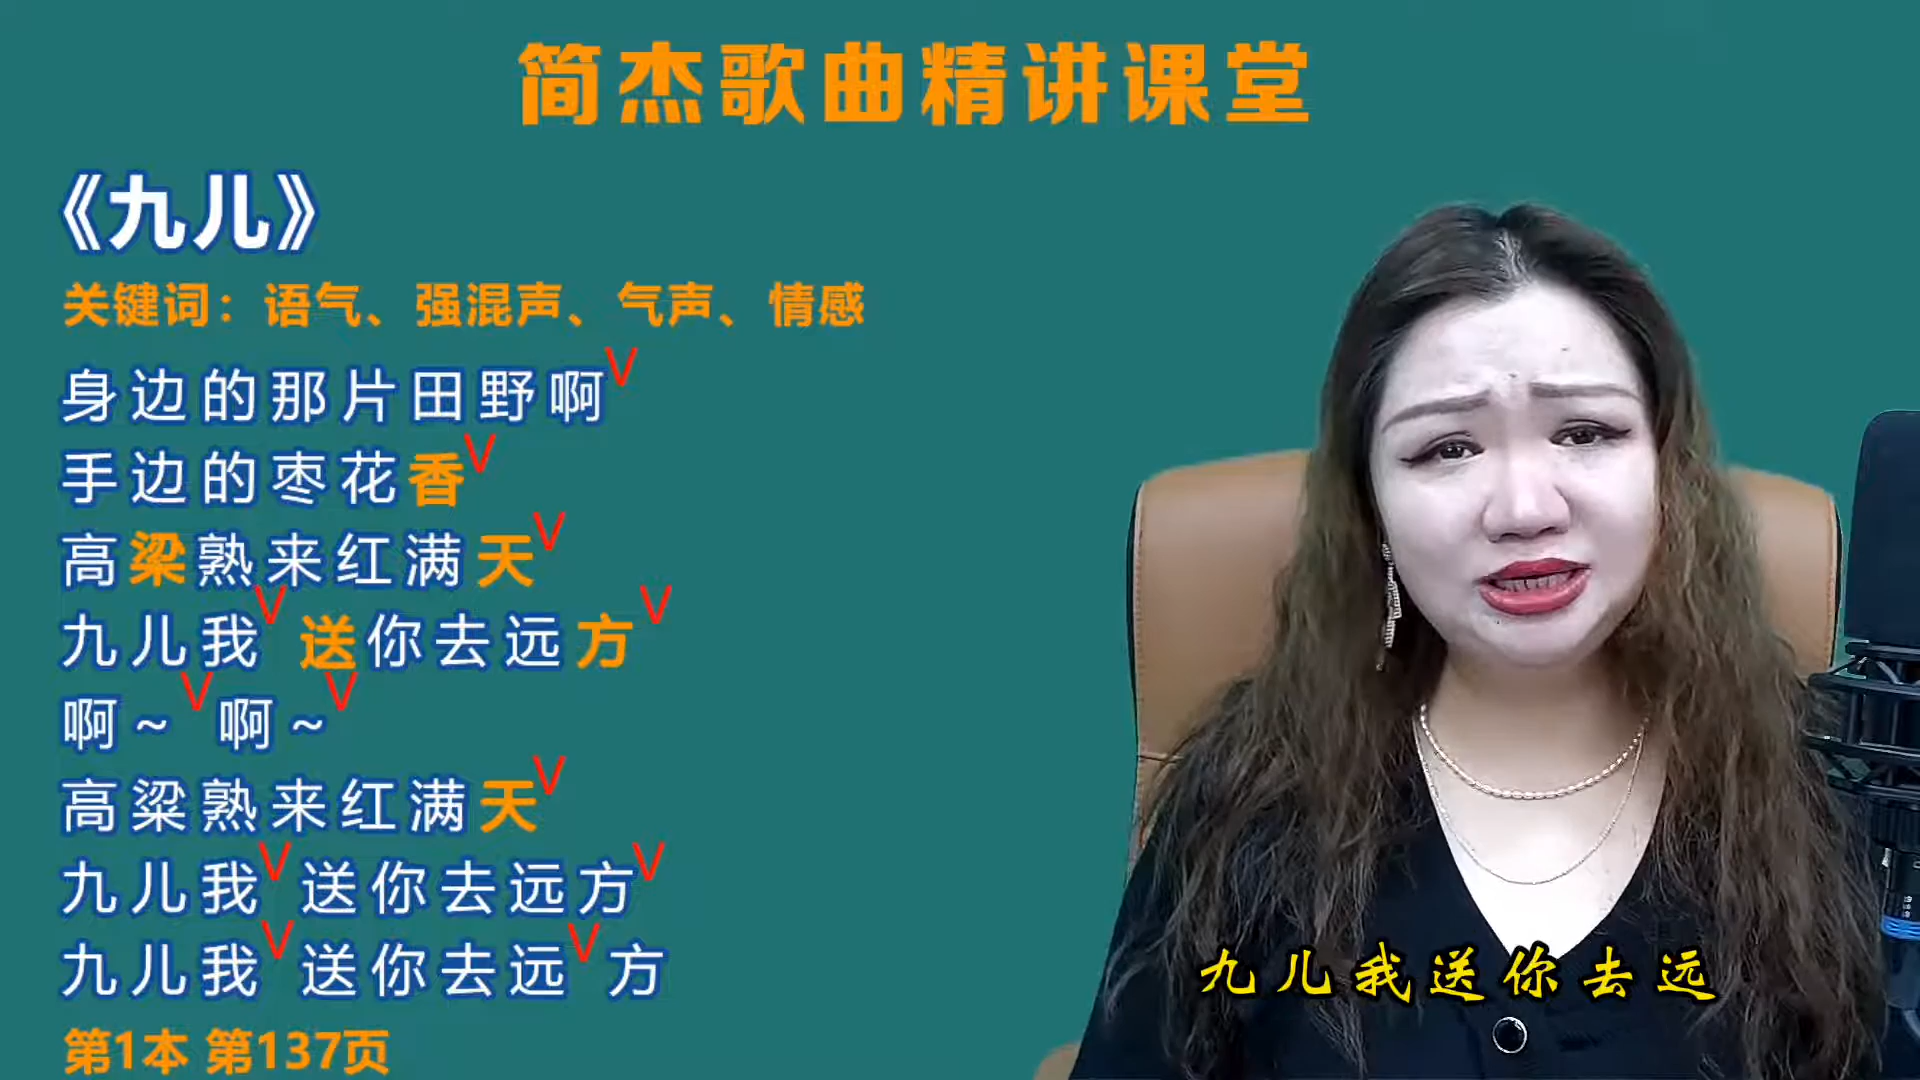 简杰歌曲精讲课堂
《九儿》
关键词：语气、强混声、气声、情感
身边的那片田野啊V
手边的枣花香V
高梁熟来红满天V
九儿我V送你去远方V
啊~V 啊~V
高粱熟来红满天V
九儿我V送你去远方V
九儿我V送你去远V方
第1本 第137页
九儿我送你去远